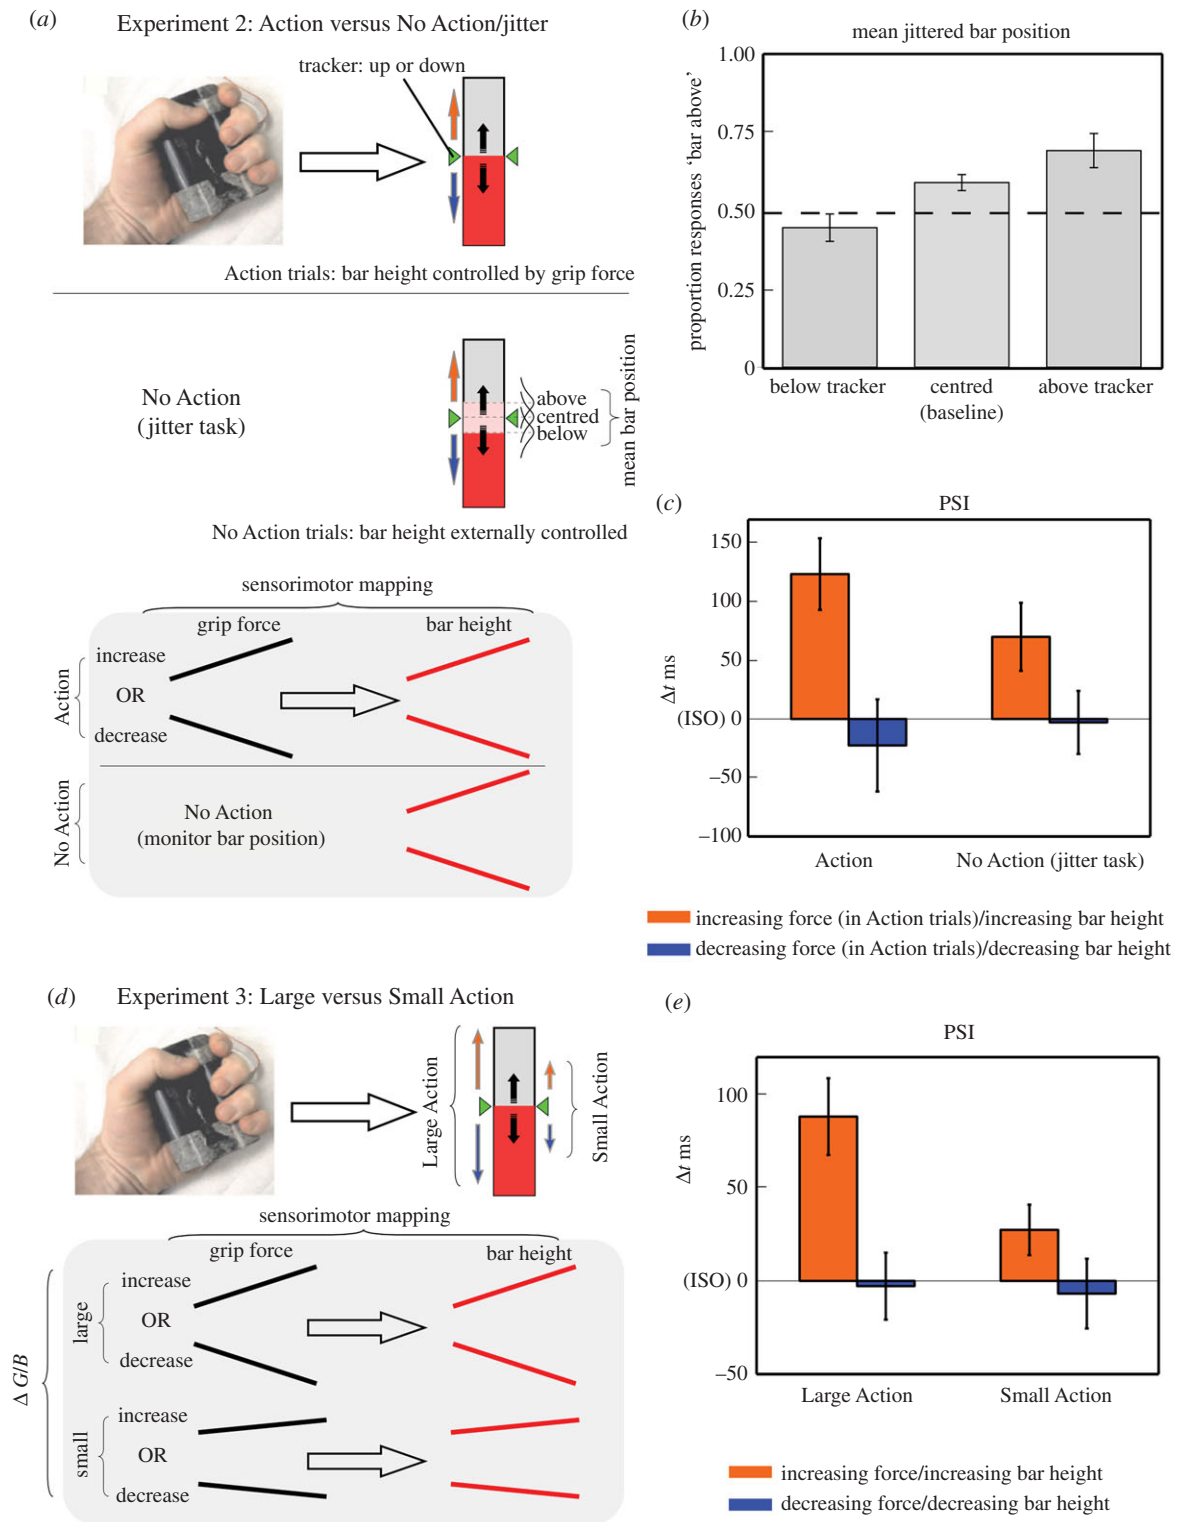 (a) Experiment 2: Action versus No Action/jitter
tracker: up or down
Action trials: bar height controlled by grip force
No Action
(jitter task)
above
centred
below
mean bar position
No Action trials: bar height externally controlled
sensorimotor mapping
grip force
bar height
Action
increase
OR
decrease
No Action
No Action
(monitor bar position)
(b)
mean jittered bar position
proportion responses ‘bar above’
1.00
0.75
0.50
0.25
0
below tracker
centred
(baseline)
above tracker
(c)
PSI
Δt ms
150
100
50
(ISO) 0
−50
−100
Action
No Action (jitter task)
increasing force (in Action trials)/increasing bar height
decreasing force (in Action trials)/decreasing bar height
(d) Experiment 3: Large versus Small Action
Large Action
Small Action
sensorimotor mapping
grip force
bar height
Δ G/B
large
increase
OR
decrease
small
increase
OR
decrease
(e)
PSI
Δt ms
100
50
(ISO) 0
−50
Large Action
Small Action
increasing force/increasing bar height
decreasing force/decreasing bar height